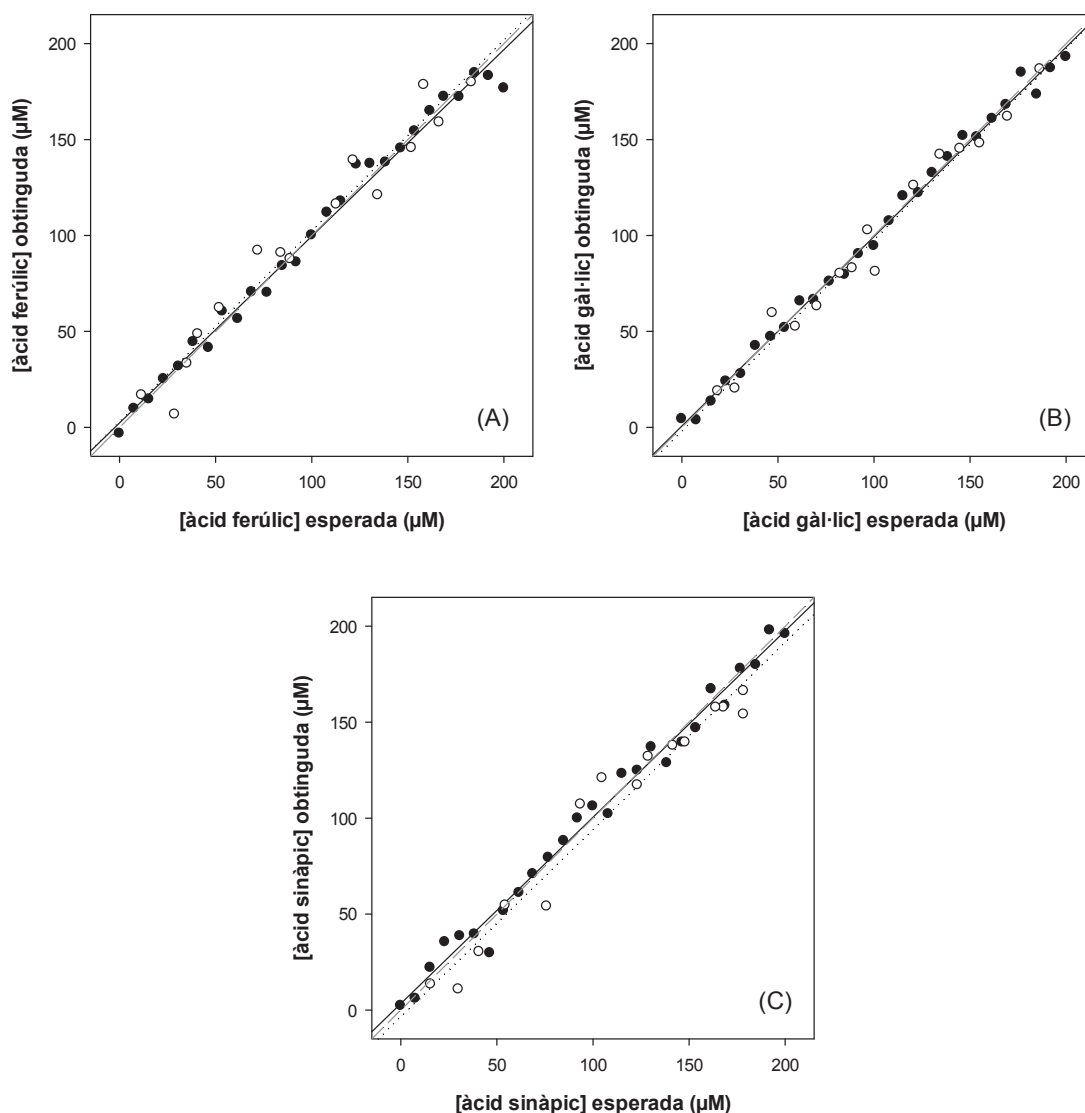 [àcid ferúlic] obtinguda (µM)
200
150
100
50
0
(A)
0 50 100 150 200
[àcid ferúlic] esperada (µM)
[àcid gàl·lic] obtinguda (µM)
200
150
100
50
0
(B)
0 50 100 150 200
[àcid gàl·lic] esperada (µM)
[àcid sinàpic] obtinguda (µM)
200
150
100
50
0
(C)
0 50 100 150 200
[àcid sinàpic] esperada (µM)